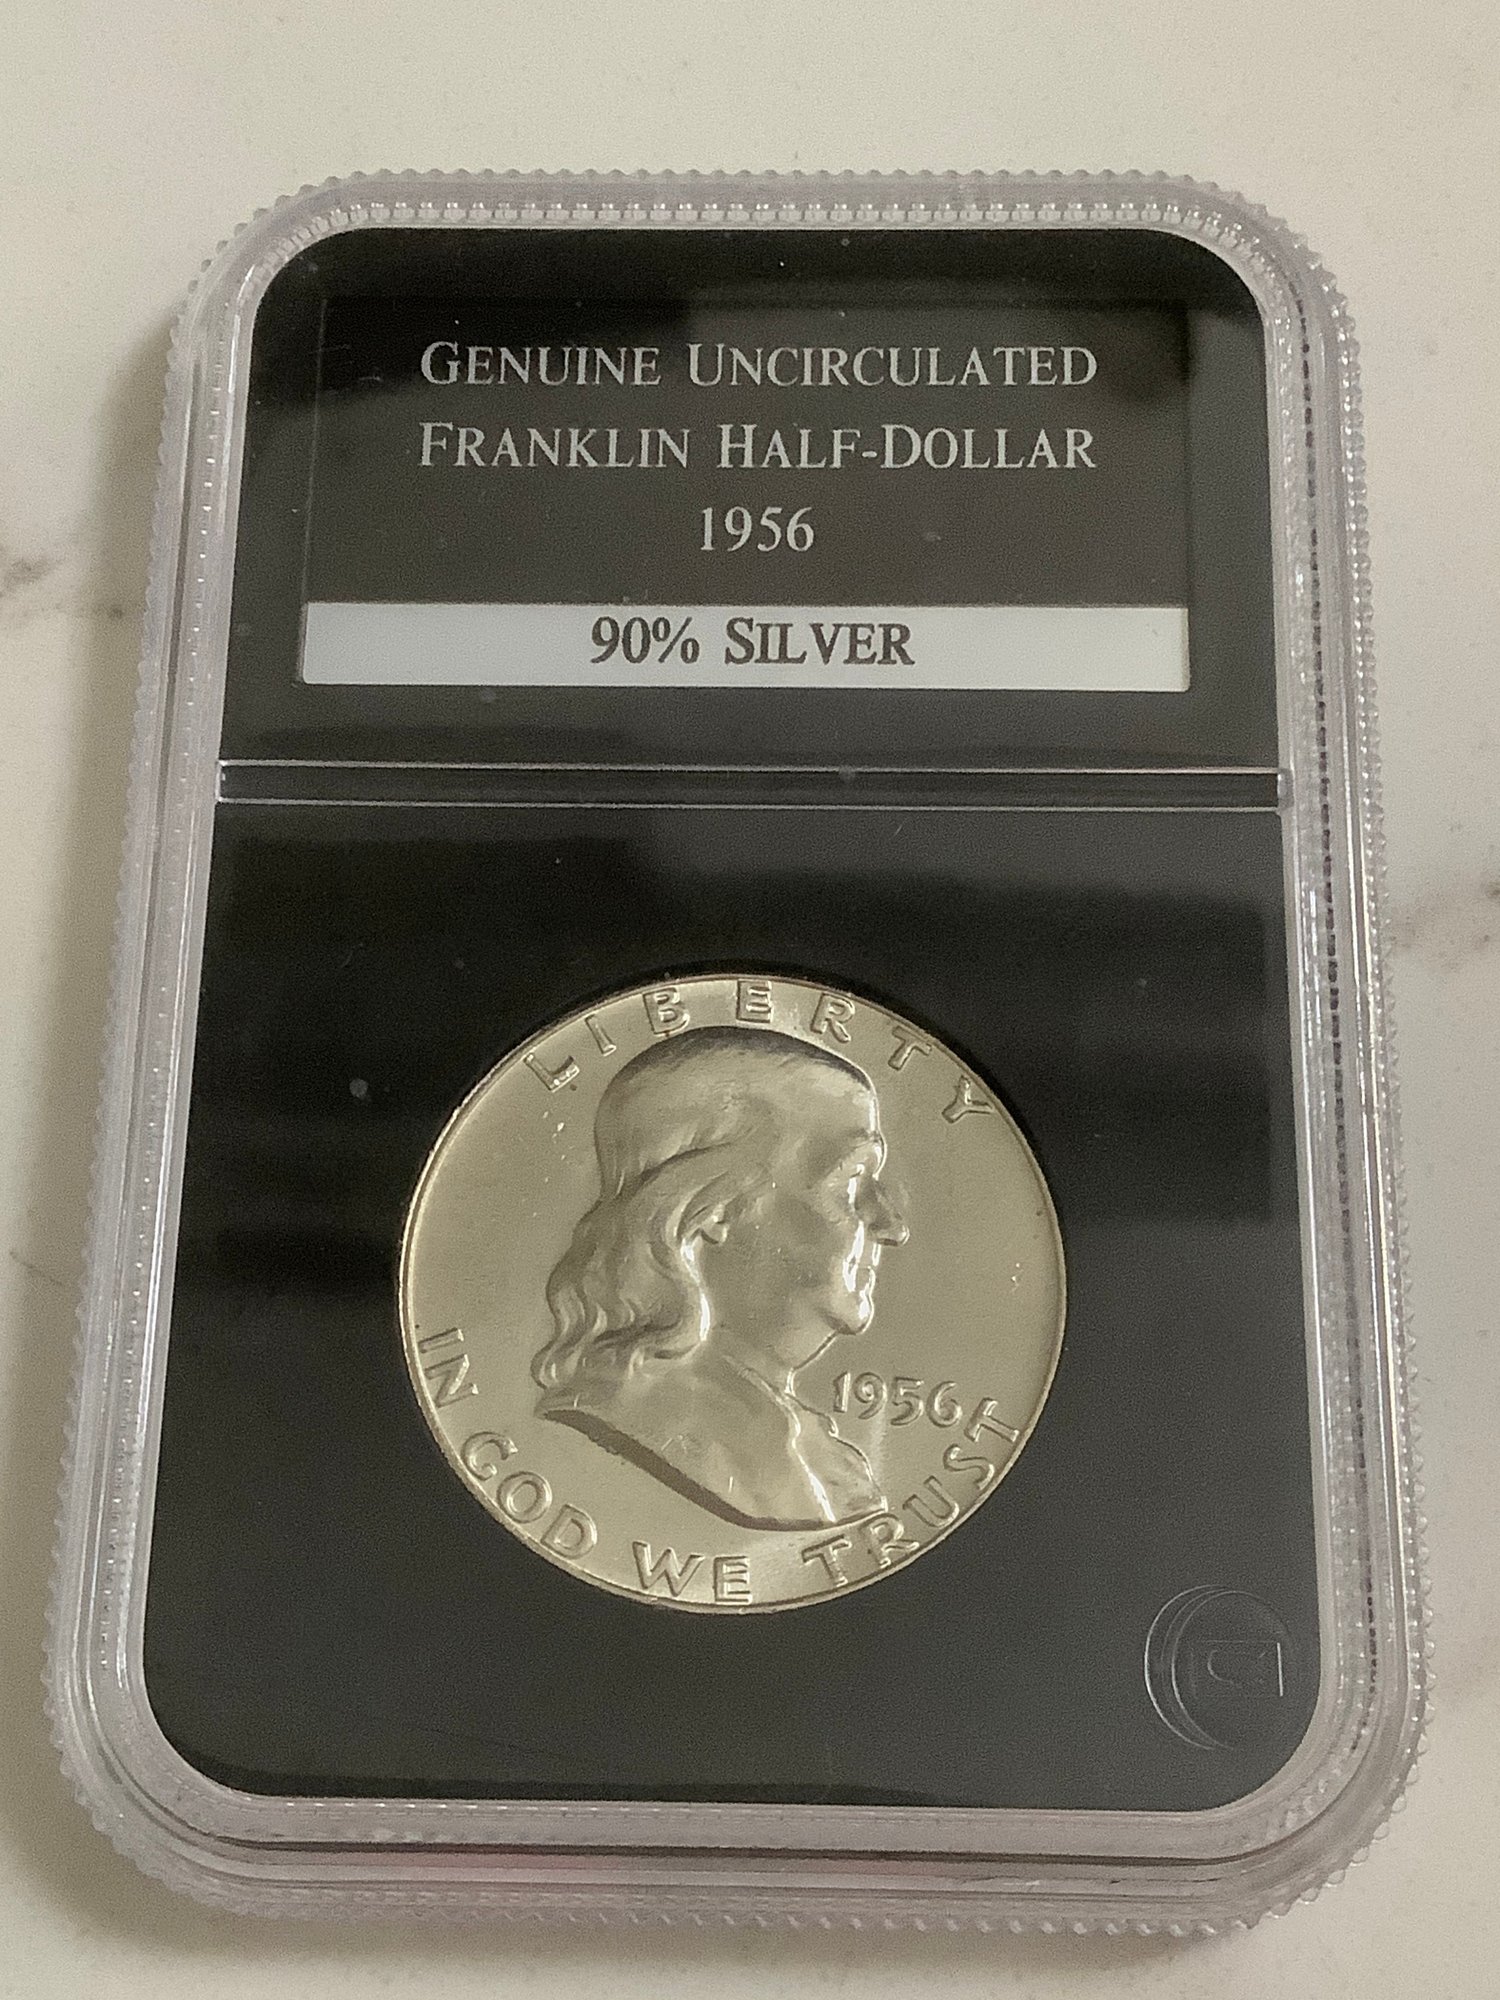 GENUINE UNCIRCULATED
FRANKLIN HALF-DOLLAR
1956
90% SILVER
LIBERTY
1956
IN GOD WE TRUST